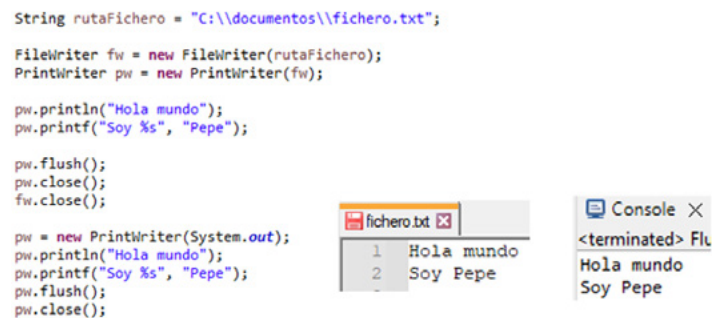 String rutaFichero = "C:\\documentos\\fichero.txt";
FileWriter fw = new FileWriter(rutaFichero);
PrintWriter pw = new PrintWriter(fw);
pw.println("Hola mundo");
pw.printf("Soy %s", "Pepe");
pw.flush();
pw.close();
fw.close();
pw = new PrintWriter(System.out);
pw.println("Hola mundo");
pw.printf("Soy %s", "Pepe");
pw.flush();
pw.close();
fichero.txt
1 Hola mundo
2 Soy Pepe
Console
<terminated> Flu
Hola mundo
Soy Pepe